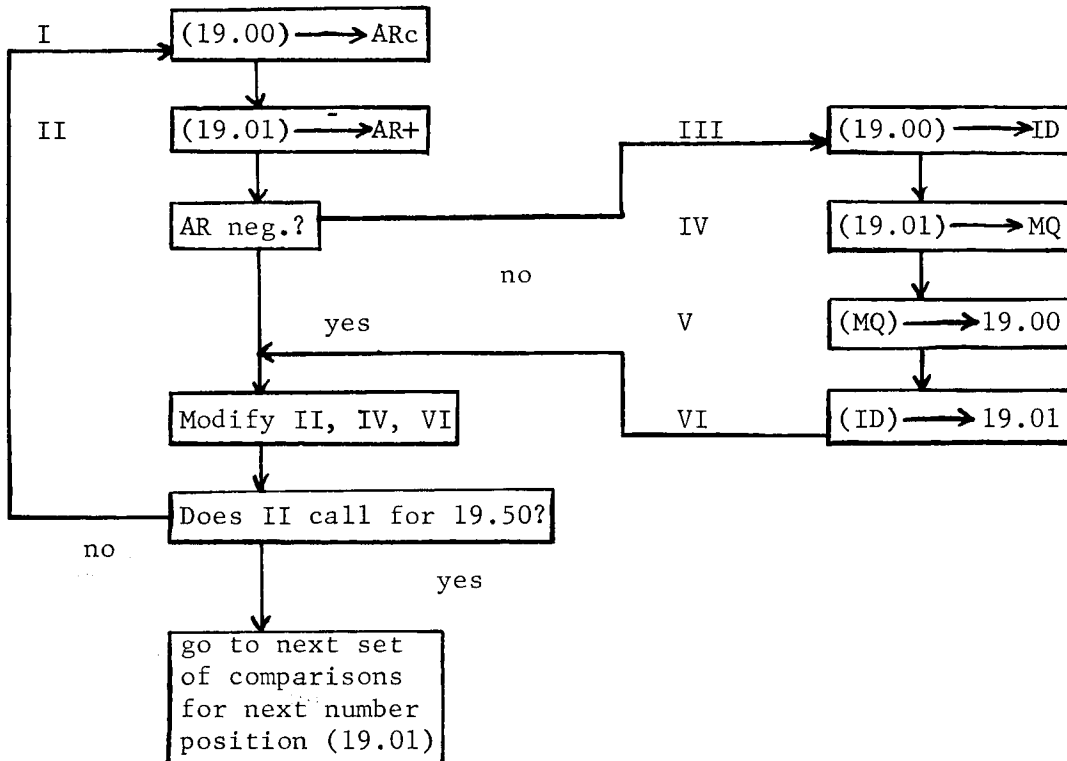 I
(19.00) → ARc
II
(19.01) -→ AR+
AR neg.?
III
(19.00) → ID
IV
(19.01) → MQ
no
yes
V
(MQ) → 19.00
VI
(ID) → 19.01
Modify II, IV, VI
Does II call for 19.50?
no
yes
go to next set
of comparisons
for next number
position (19.01)